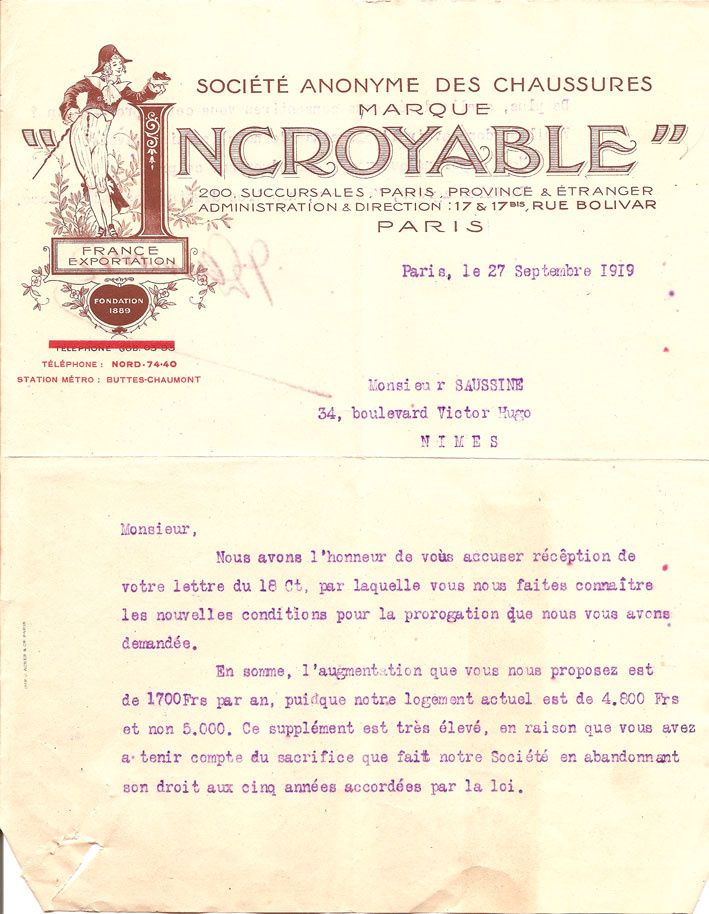 SOCIÉTÉ ANONYME DES CHAUSSURES
MARQUE
"INCROYABLE"
200, SUCCURSALES, PARIS, PROVINCE & ÉTRANGER
ADMINISTRATION & DIRECTION : 17 & 17BIS, RUE BOLIVAR
PARIS
FRANCE
EXPORTATION
FONDATION
1889
TÉLÉPHONE : NORD-74-40
STATION MÉTRO : BUTTES-CHAUMONT
Paris, le 27 Septembre 1919
Monsieur SAUSSINE
34, boulevard Victor Hugo
N I M E S
Monsieur,
Nous avons l'honneur de voùs accuser récêption de
votre lettre du 18 Ct, par laquelle vous nous faites connaître
les nouvelles conditions pour la prorogation que nous vous avons
demandée.
En somme, l'augmentation que vous nous proposez est
de 1700Frs par an, puidque notre logement actuel est de 4.800 Frs
et non 5.000. Ce supplément est très élevé, en raison que vous avez
a tenir compte du sacrifice que fait notre Société en abandonnant
son droit aux cinq années accordées par la loi.